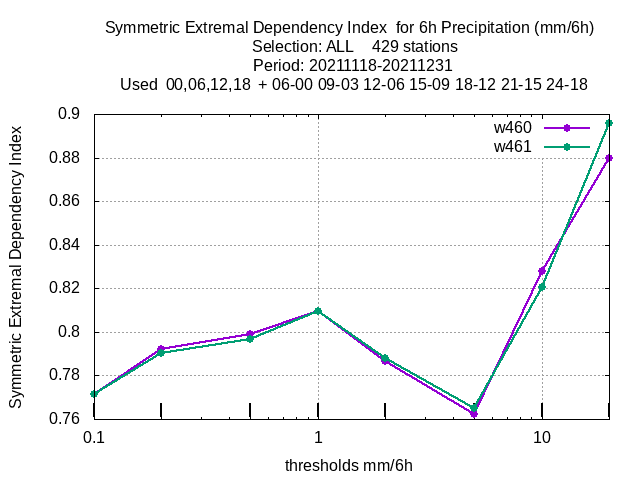 Symmetric Extremal Dependency Index  for 6h Precipitation (mm/6h)
Selection: ALL    429 stations
Period: 20211118-20211231
Used  00,06,12,18  + 06-00 09-03 12-06 15-09 18-12 21-15 24-18
w460
w461
Symmetric Extremal Dependency Index
0.9
0.88
0.86
0.84
0.82
0.8
0.78
0.76
0.1 1 10
thresholds mm/6h